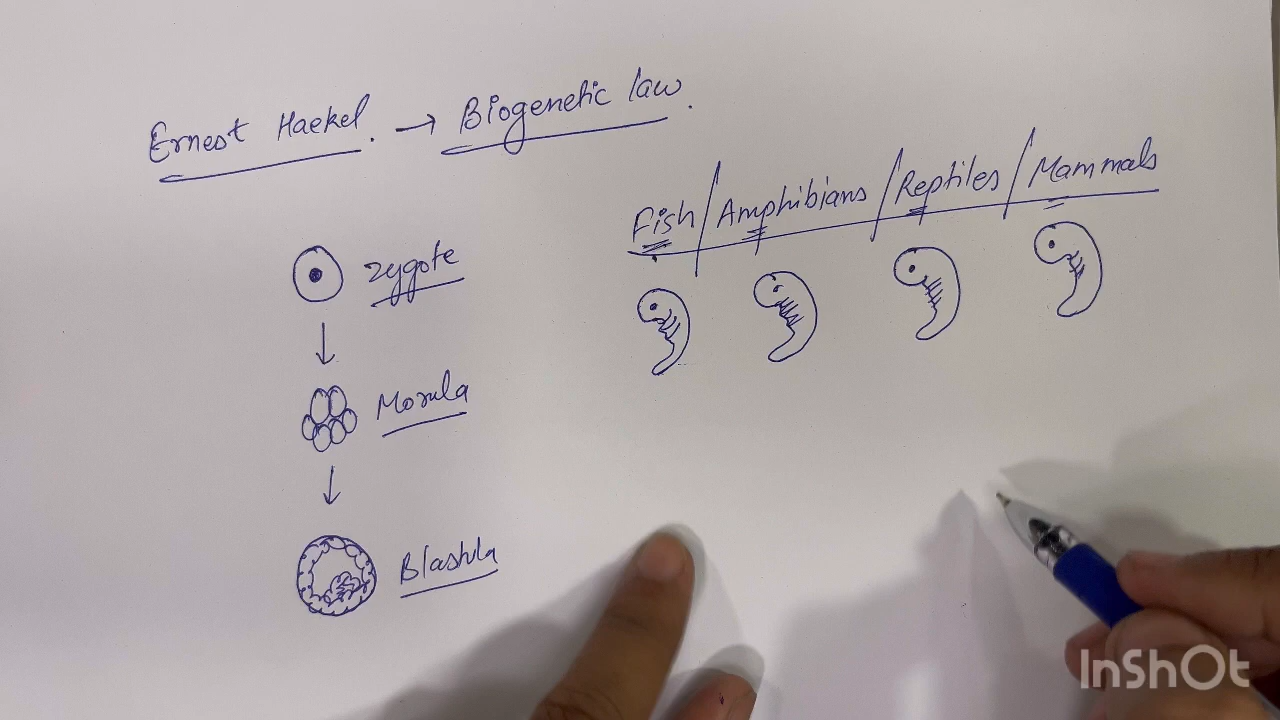 Ernest Haekel. → Biogenetic law.
Fish / Amphibians / Reptiles / Mammals
Zygote
Morula
Blastula
InShOt